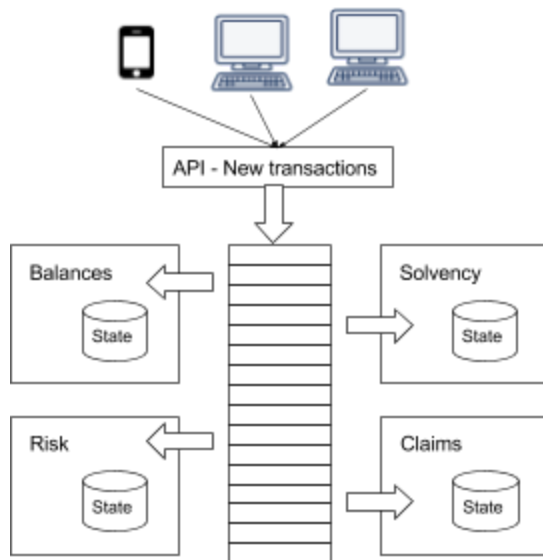 API - New transactions
Balances
State
Solvency
State
Risk
State
Claims
State